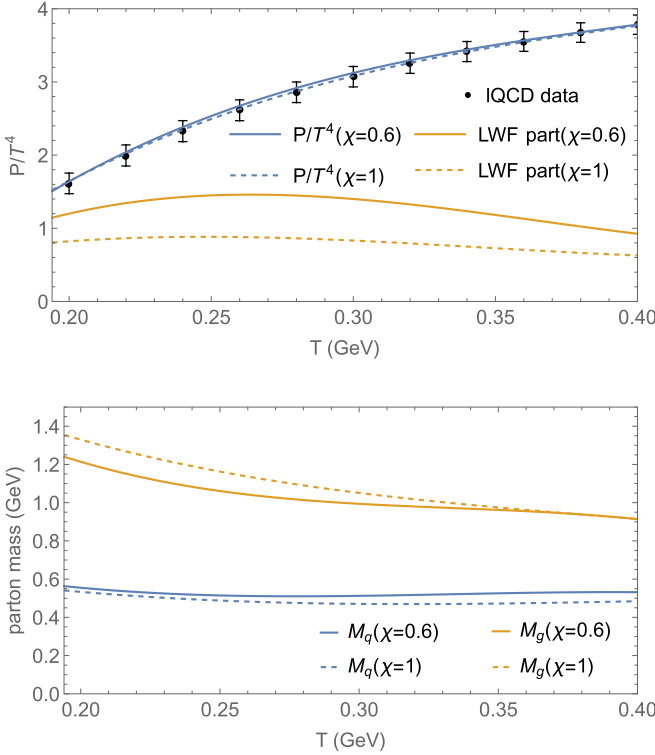 4
3
2
1
0
P/T⁴
lQCD data
P/T⁴(χ=0.6) LWF part(χ=0.6)
P/T⁴(χ=1) LWF part(χ=1)
0.20 0.25 0.30 0.35 0.40
T (GeV)
1.4
1.2
1.0
0.8
0.6
0.4
0.2
0.0
parton mass (GeV)
M_q(χ=0.6) M_g(χ=0.6)
M_q(χ=1) M_g(χ=1)
0.20 0.25 0.30 0.35 0.40
T (GeV)